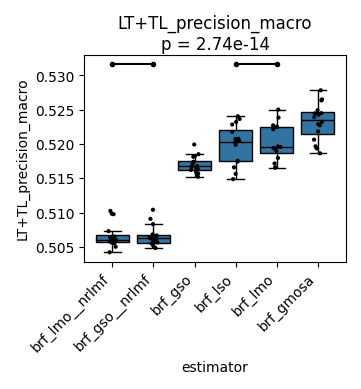 LT+TL_precision_macro
p = 2.74e-14
LT+TL_precision_macro
0.530
0.525
0.520
0.515
0.510
0.505
brf_lmo__nrlmf
brf_gso__nrlmf
brf_gso
brf_lso
brf_lmo
brf_gmosa
estimator